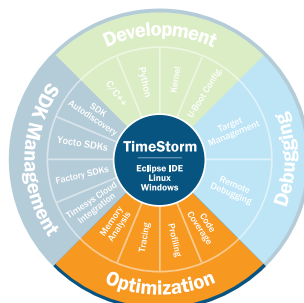 Development
C/C++
Python
Kernel
U-Boot Config.
Debugging
Target
Management
Remote
Debugging
Optimization
Code
Coverage
Profiling
Tracing
Memory
Analysis
SDK Management
Timesys Cloud
Integration
Factory SDKs
Yocto SDKs
SDK
Autodiscovery
TimeStorm
Eclipse IDE
Linux
Windows